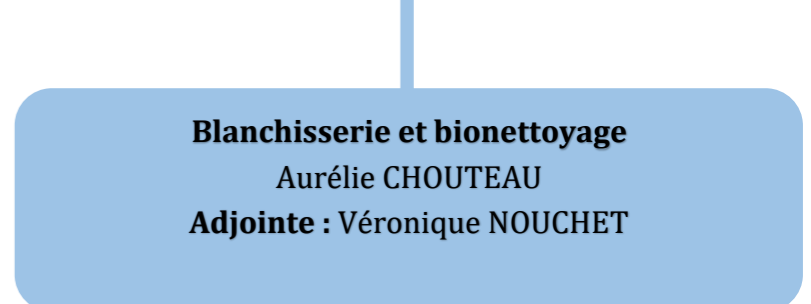 Blanchisserie et bionettoyage
Aurélie CHOUTEAU
Adjointe : Véronique NOUCHET